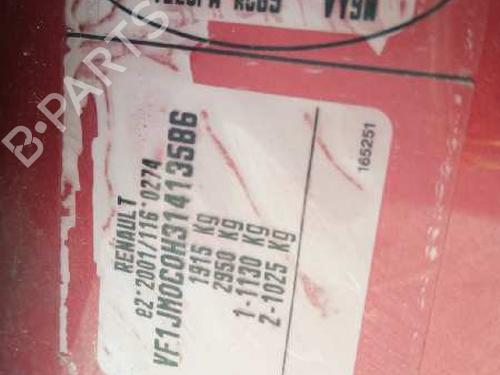 RENAULT
e2*2001/116*0274
VF1JM0C0H31413586
1915 Kg
2950 Kg
1-1130 Kg
2-1025 Kg
165251
B-PARTS